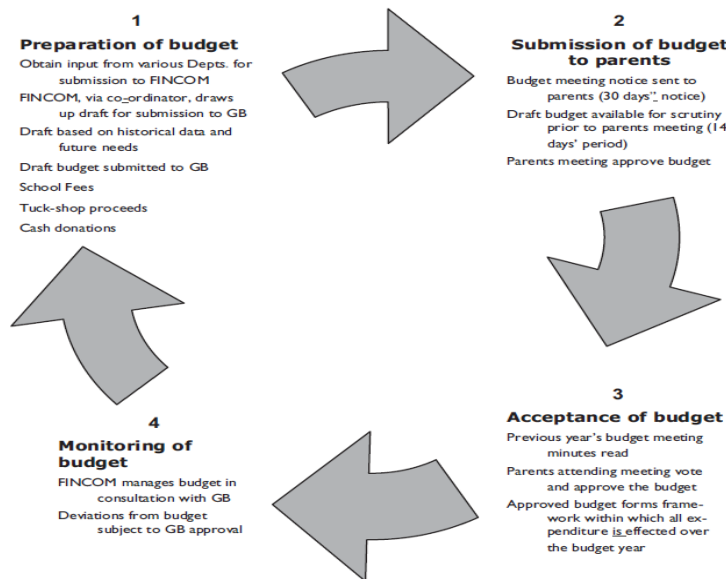 1
Preparation of budget
Obtain input from various Depts. for
submission to FINCOM
FINCOM, via co-ordinator, draws
up draft for submission to GB
Draft based on historical data and
future needs
Draft budget submitted to GB
School Fees
Tuck-shop proceeds
Cash donations
2
Submission of budget
to parents
Budget meeting notice sent to
parents (30 days” notice)
Draft budget available for scrutiny
prior to parents meeting (14
days’ period)
Parents meeting approve budget
3
Acceptance of budget
Previous year’s budget meeting
minutes read
Parents attending meeting vote
and approve the budget
Approved budget forms frame-
work within which all ex-
penditure is effected over
the budget year
4
Monitoring of
budget
FINCOM manages budget in
consultation with GB
Deviations from budget
subject to GB approval